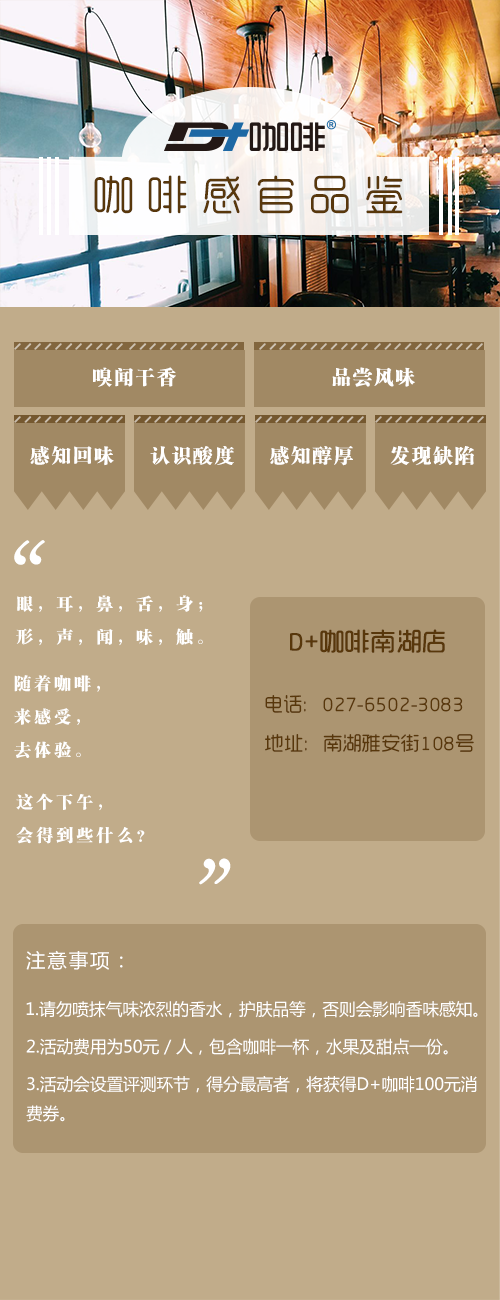 D+咖啡®
咖啡感官品鉴
嗅闻干香
品尝风味
感知回味
认识酸度
感知醇厚
发现缺陷
“
眼，耳，鼻，舌，身；
形，声，闻，味，触。
随着咖啡，
来感受，
去体验。
这个下午，
会得到些什么？
”
D+咖啡南湖店
电话: 027-6502-3083
地址: 南湖雅安街108号
注意事项：
1.请勿喷抹气味浓烈的香水，护肤品等，否则会影响香味感知。
2.活动费用为50元 / 人，包含咖啡一杯，水果及甜点一份。
3.活动会设置评测环节，得分最高者，将获得D+咖啡100元消
费券。